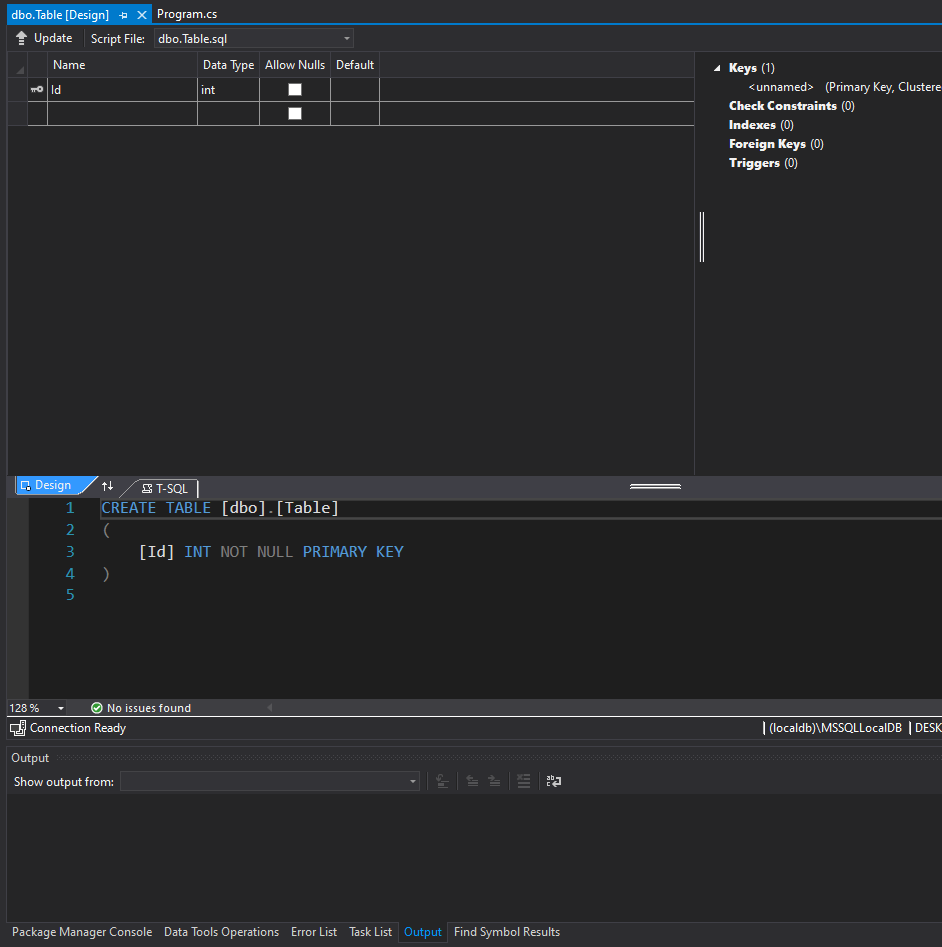 dbo.Table [Design] Program.cs
Update Script File: dbo.Table.sql
Name Data Type Allow Nulls Default
Id int
Keys (1)
<unnamed> (Primary Key, Clustere
Check Constraints (0)
Indexes (0)
Foreign Keys (0)
Triggers (0)
Design T-SQL
1 CREATE TABLE [dbo].[Table]
2 (
3 [Id] INT NOT NULL PRIMARY KEY
4 )
5
128 % No issues found
Connection Ready (localdb)\MSSQLLocalDB DESK
Output
Show output from:
Package Manager Console Data Tools Operations Error List Task List Output Find Symbol Results